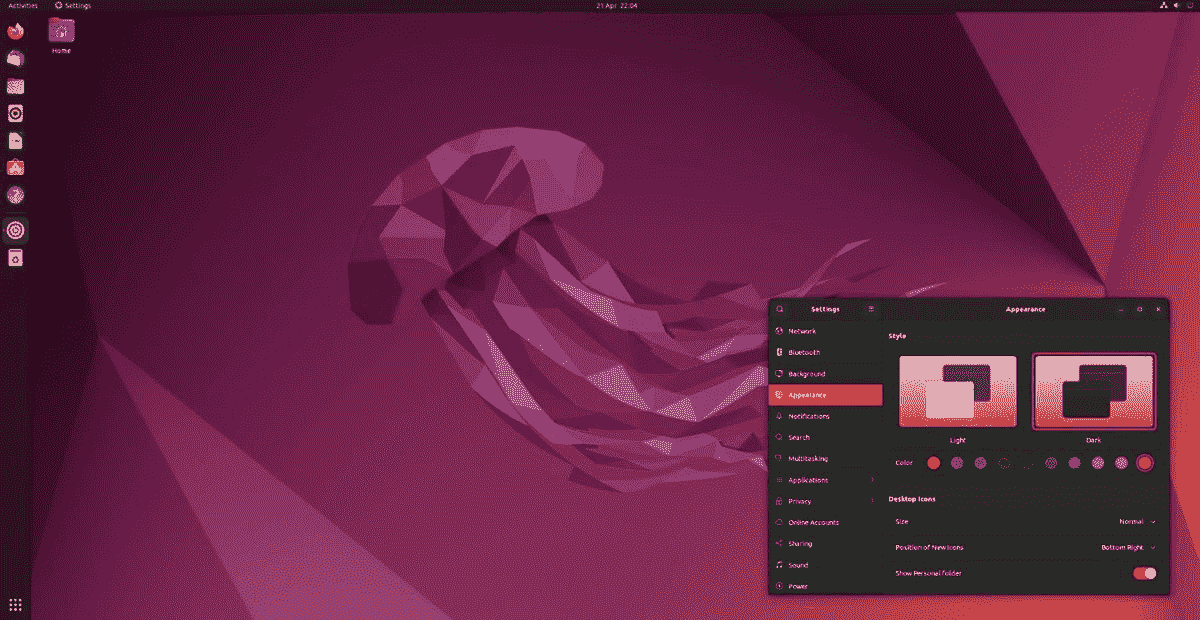 Activities
Settings
21 Apr 22:04
Home
Settings
Appearance
Network
Bluetooth
Background
Appearance
Notifications
Search
Multitasking
Applications
Privacy
Online Accounts
Sharing
Sound
Power
Style
Light
Dark
Color
Desktop Icons
Size
Normal
Position of New Icons
Bottom Right
Show Personal folder